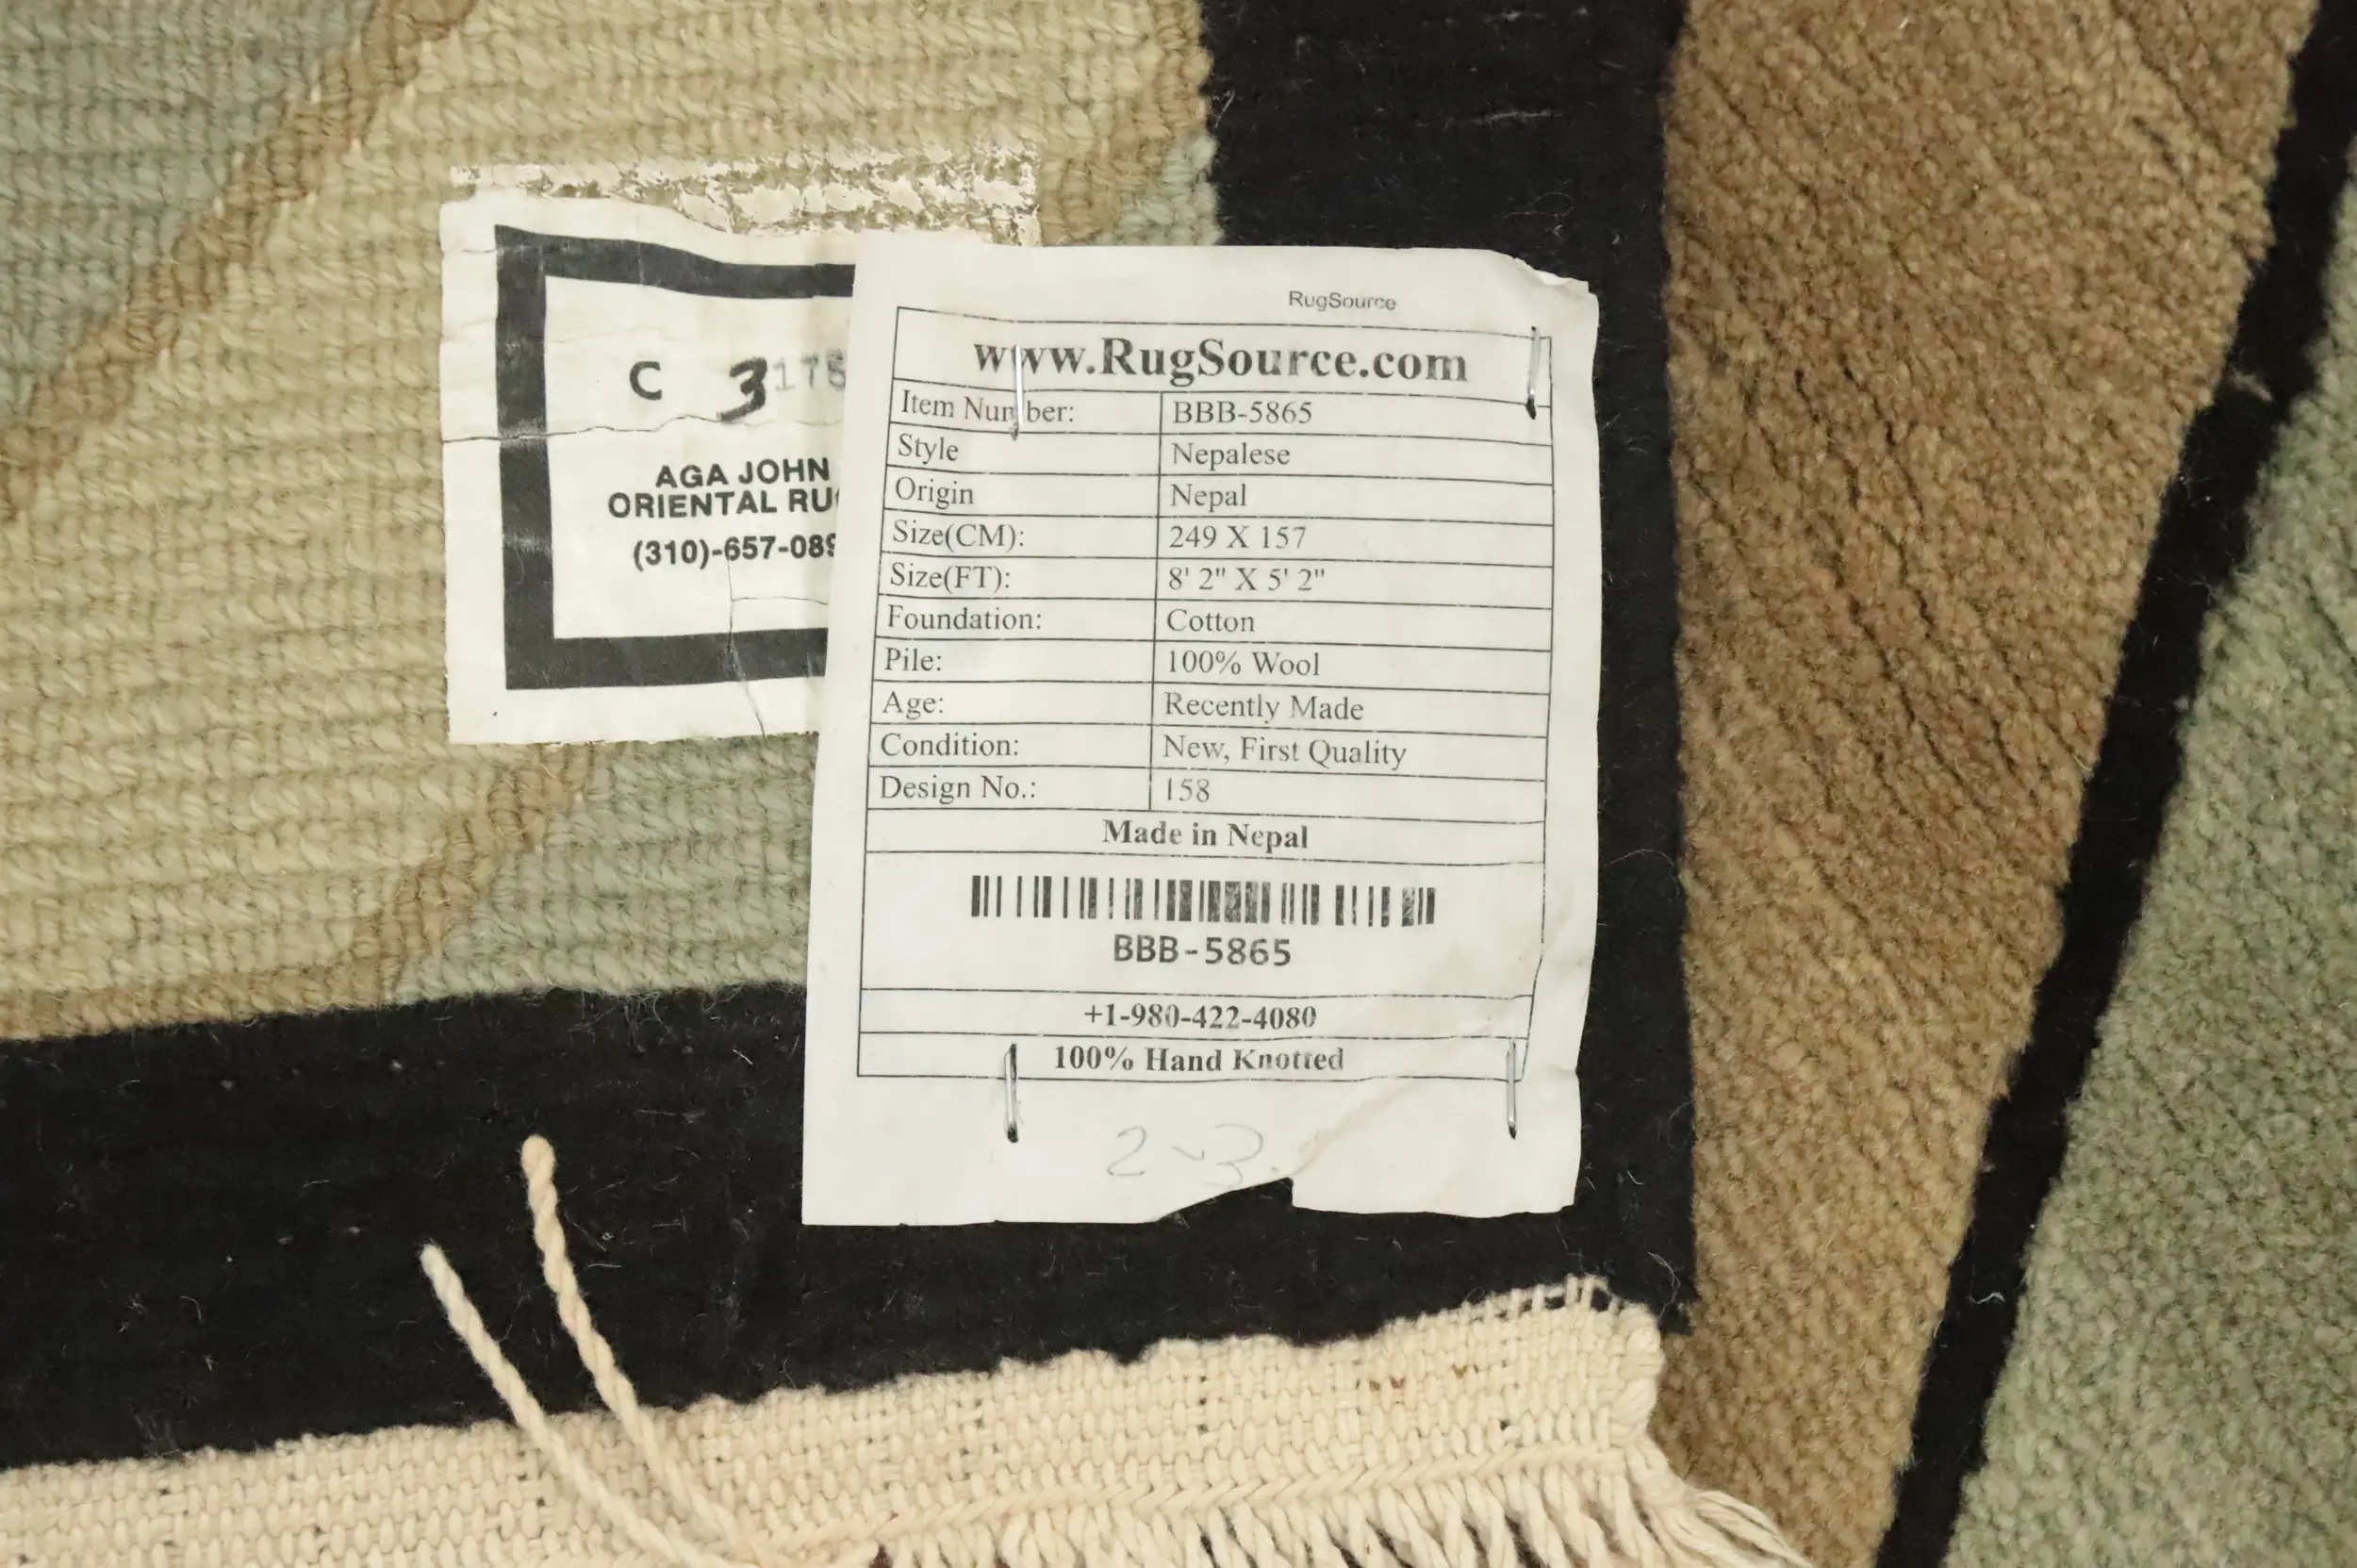 C 3175
AGA JOHN
ORIENTAL RU
(310)-657-089
RugSource
www.RugSource.com
Item Number: BBB-5865
Style Nepalese
Origin Nepal
Size(CM): 249 X 157
Size(FT): 8' 2" X 5' 2"
Foundation: Cotton
Pile: 100% Wool
Age: Recently Made
Condition: New, First Quality
Design No.: 158
Made in Nepal
BBB-5865
+1-980-422-4080
100% Hand Knotted